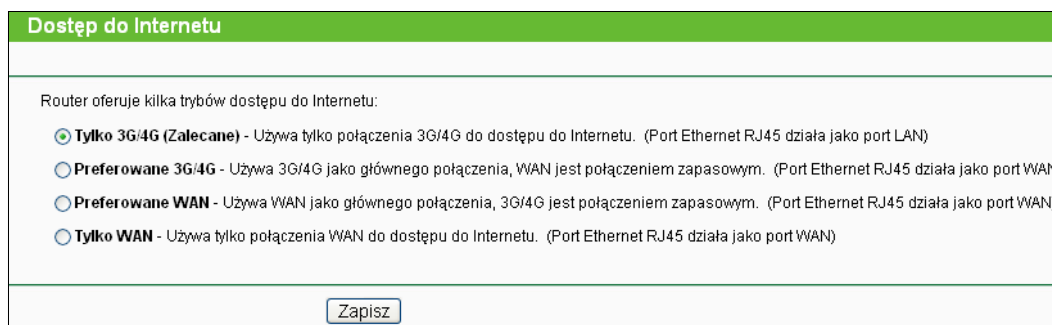 Dostęp do Internetu
Router oferuje kilka trybów dostępu do Internetu:
Tylko 3G/4G (Zalecane) - Używa tylko połączenia 3G/4G do dostępu do Internetu. (Port Ethernet RJ45 działa jako port LAN)
Preferowane 3G/4G - Używa 3G/4G jako głównego połączenia, WAN jest połączeniem zapasowym. (Port Ethernet RJ45 działa jako port WAN
Preferowane WAN - Używa WAN jako głównego połączenia, 3G/4G jest połączeniem zapasowym. (Port Ethernet RJ45 działa jako port WAN
Tylko WAN - Używa tylko połączenia WAN do dostępu do Internetu. (Port Ethernet RJ45 działa jako port WAN)
Zapisz